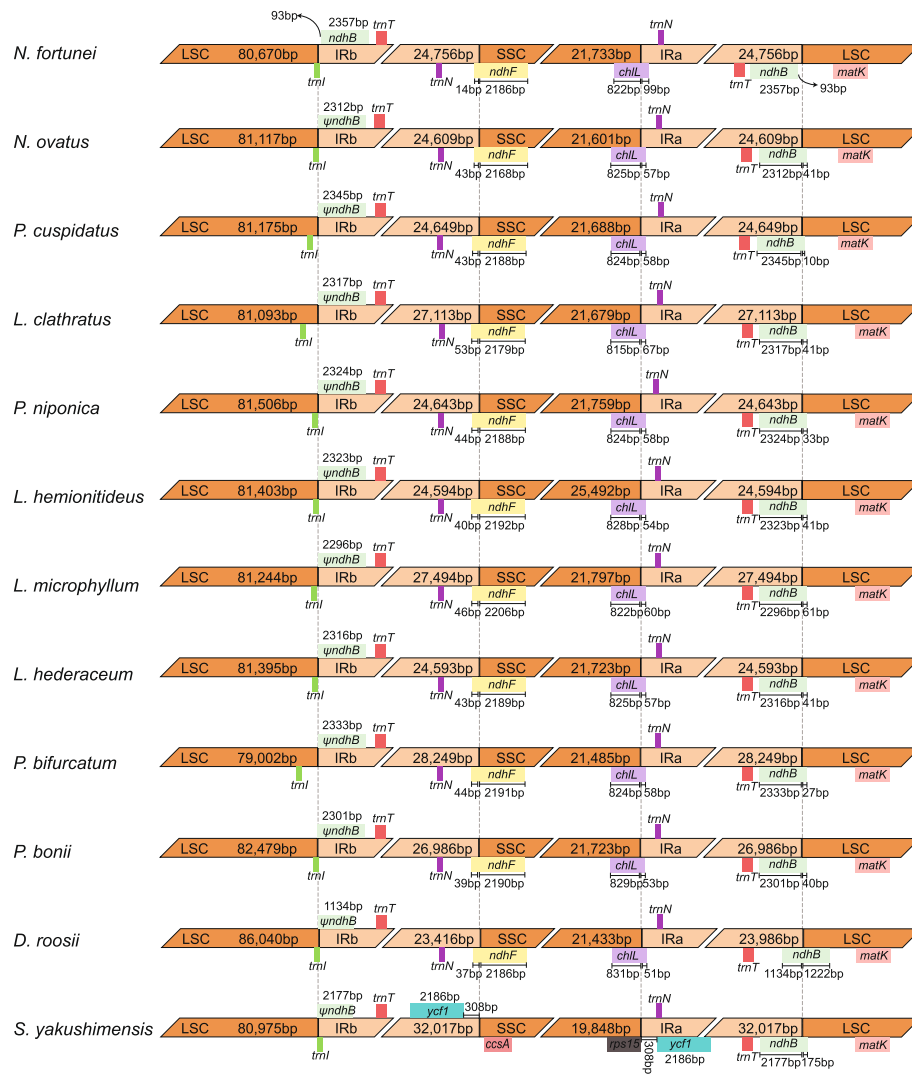 93bp 2357bp trnT trnN
ndhB
N. fortunei LSC 80,670bp IRb 24,756bp SSC 21,733bp IRa 24,756bp LSC
trnI trnN ndhF chlL trnT ndhB matK
14bp 2186bp 822bp 99bp 2357bp 93bp
2312bp trnT trnN
ψndhB
N. ovatus LSC 81,117bp IRb 24,609bp SSC 21,601bp IRa 24,609bp LSC
trnI trnN ndhF chlL trnT ndhB matK
43bp 2168bp 825bp 57bp 2312bp 41bp
2345bp trnT trnN
ψndhB
P. cuspidatus LSC 81,175bp IRb 24,649bp SSC 21,688bp IRa 24,649bp LSC
trnI trnN ndhF chlL trnT ndhB matK
43bp 2188bp 824bp 58bp 2345bp 10bp
2317bp trnT trnN
ψndhB
L. clathratus LSC 81,093bp IRb 27,113bp SSC 21,679bp IRa 27,113bp LSC
trnI trnN ndhF chlL trnT ndhB matK
53bp 2179bp 815bp 67bp 2317bp 41bp
2324bp trnT trnN
ψndhB
P. niponica LSC 81,506bp IRb 24,643bp SSC 21,759bp IRa 24,643bp LSC
trnI trnN ndhF chlL trnT ndhB matK
44bp 2188bp 824bp 58bp 2324bp 33bp
2323bp trnT trnN
ψndhB
L. hemionitideus LSC 81,403bp IRb 24,594bp SSC 25,492bp IRa 24,594bp LSC
trnI trnN ndhF chlL trnT ndhB matK
40bp 2192bp 828bp 54bp 2323bp 41bp
2296bp trnT trnN
ψndhB
L. microphyllum LSC 81,244bp IRb 27,494bp SSC 21,797bp IRa 27,494bp LSC
trnI trnN ndhF chlL trnT ndhB matK
46bp 2206bp 822bp 60bp 2296bp 61bp
2316bp trnT trnN
ψndhB
L. hederaceum LSC 81,395bp IRb 24,593bp SSC 21,723bp IRa 24,593bp LSC
trnI trnN ndhF chlL trnT ndhB matK
43bp 2189bp 825bp 57bp 2316bp 41bp
2333bp trnT trnN
ψndhB
P. bifurcatum LSC 79,002bp IRb 28,249bp SSC 21,485bp IRa 28,249bp LSC
trnI trnN ndhF chlL trnT ndhB matK
44bp 2191bp 824bp 58bp 2333bp 27bp
2301bp trnT trnN
ψndhB
P. bonii LSC 82,479bp IRb 26,986bp SSC 21,723bp IRa 26,986bp LSC
trnI trnN ndhF chlL trnT ndhB matK
39bp 2190bp 829bp 53bp 2301bp 40bp
1134bp trnT trnN
ψndhB
D. roosii LSC 86,040bp IRb 23,416bp SSC 21,433bp IRa 23,986bp LSC
trnI trnN ndhF chlL trnT ndhB matK
37bp 2186bp 831bp 51bp 1134bp 1222bp
2177bp trnT 2186bp 308bp trnN
ψndhB ycf1
S. yakushimensis LSC 80,975bp IRb 32,017bp SSC 19,848bp IRa 32,017bp LSC
trnI ccsA rps15 308bp ycf1 trnT ndhB matK
2186bp 2177bp 175bp